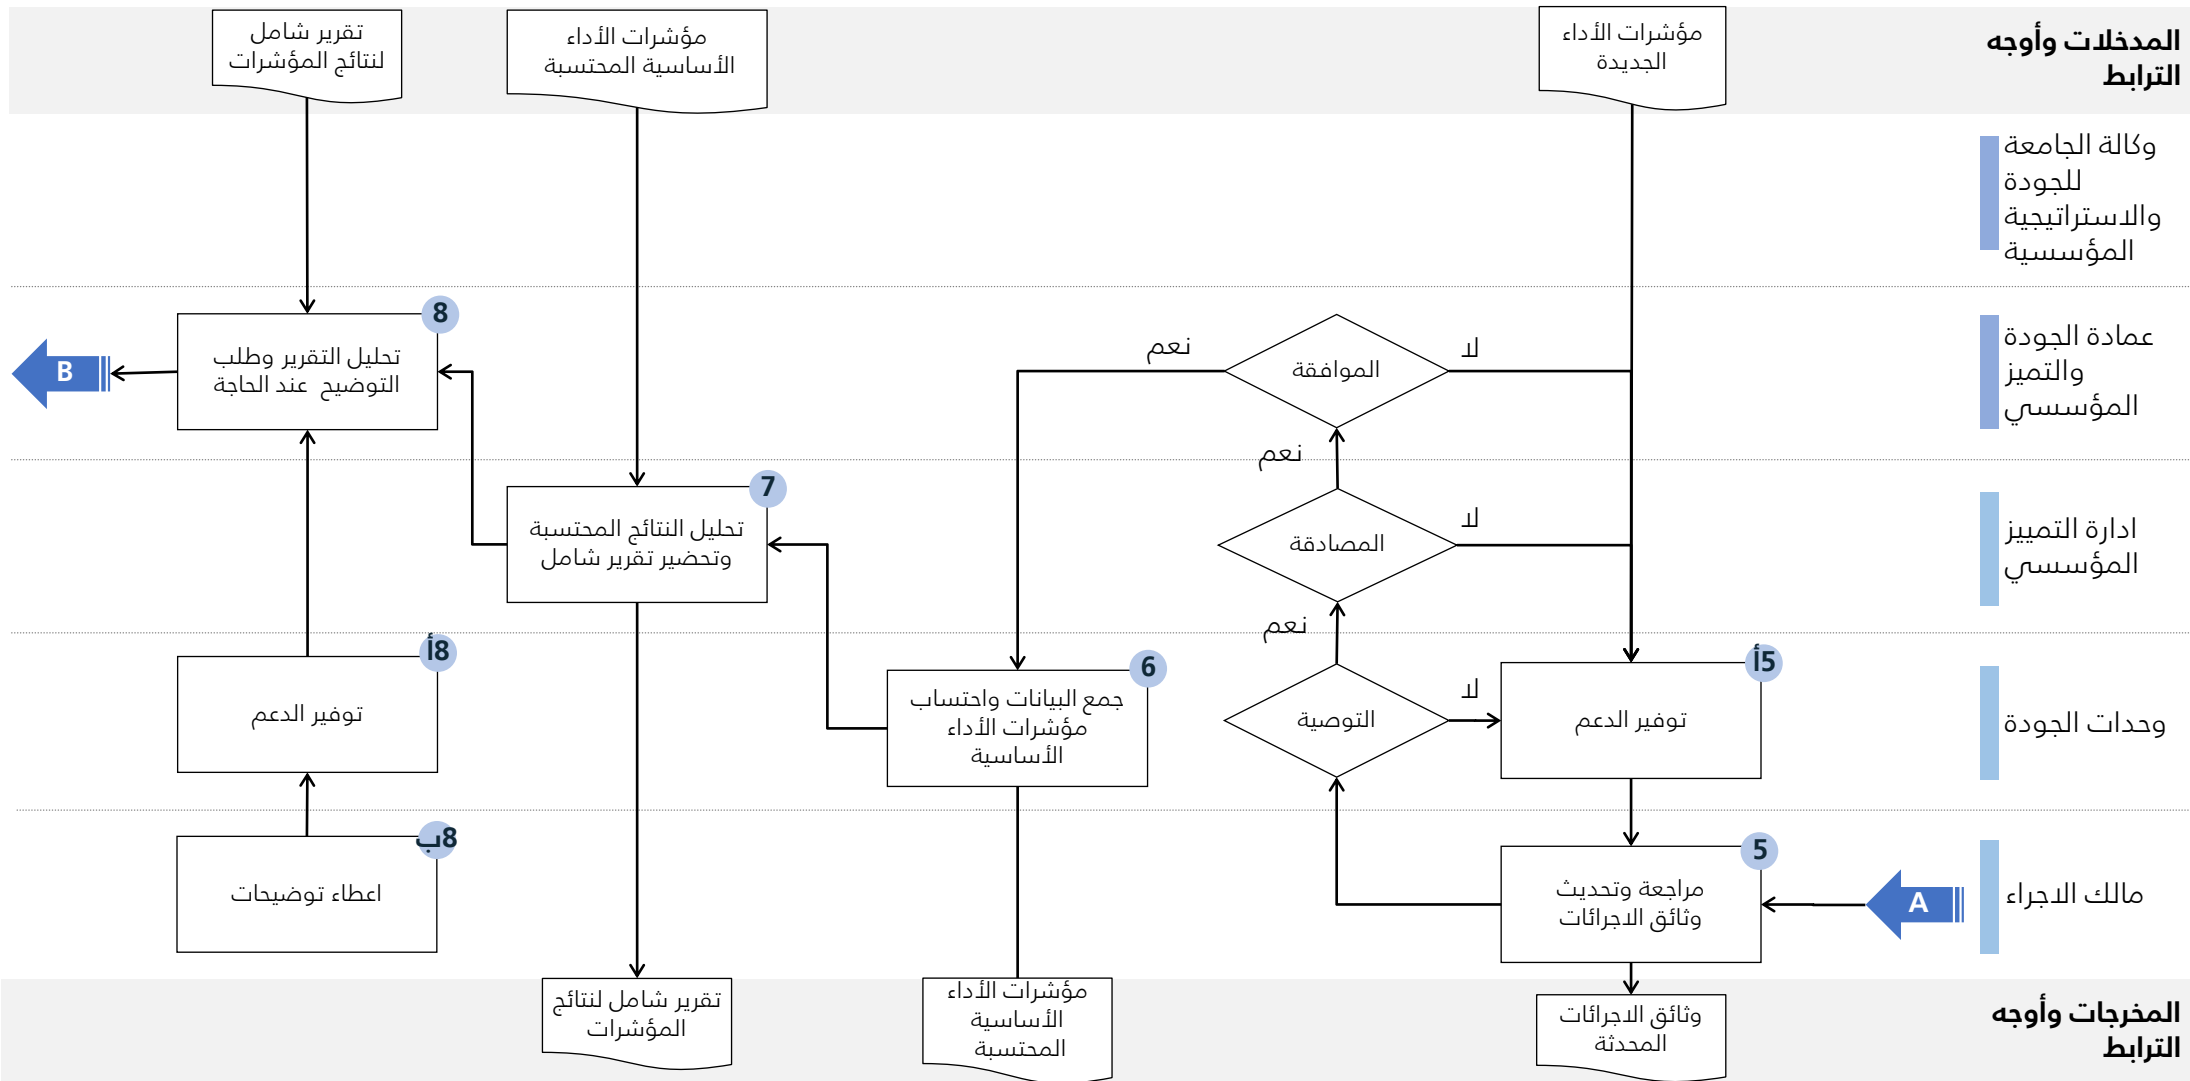 المدخلات وأوجه
الترابط
مؤشرات الأداء
الجديدة
مؤشرات الأداء
الأساسية المحتسبة
تقرير شامل
لنتائج المؤشرات
وكالة الجامعة
للجودة
والاستراتيجية
المؤسسية
عمادة الجودة
والتميز
المؤسسي
لا
الموافقة
نعم
8
تحليل التقرير وطلب
التوضيح عند الحاجة
B
نعم
ادارة التمييز
المؤسسي
لا
المصادقة
7
تحليل النتائج المحتسبة
وتحضير تقرير شامل
نعم
وحدات الجودة
5أ
توفير الدعم
لا
التوصية
6
جمع البيانات واحتساب
مؤشرات الأداء
الأساسية
8أ
توفير الدعم
مالك الاجراء
A
5
مراجعة وتحديث
وثائق الاجرائات
8ب
اعطاء توضيحات
المخرجات وأوجه
الترابط
وثائق الاجرائات
المحدثة
مؤشرات الأداء
الأساسية
المحتسبة
تقرير شامل لنتائج
المؤشرات